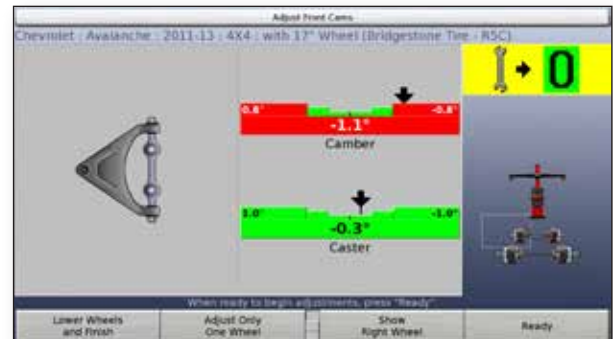 Adjust Front Cams
Chevrolet : Avalanche : 2011-13 : 4X4 : with 17" Wheel (Bridgestone Tire - RSC)
0
0.8° -0.8°
-1.1°
Camber
1.0° -1.0°
-0.3°
Caster
When ready to begin adjustments, press "Ready".
Lower Wheels
and Finish
Adjust Only
One Wheel
Show
Right Wheel
Ready